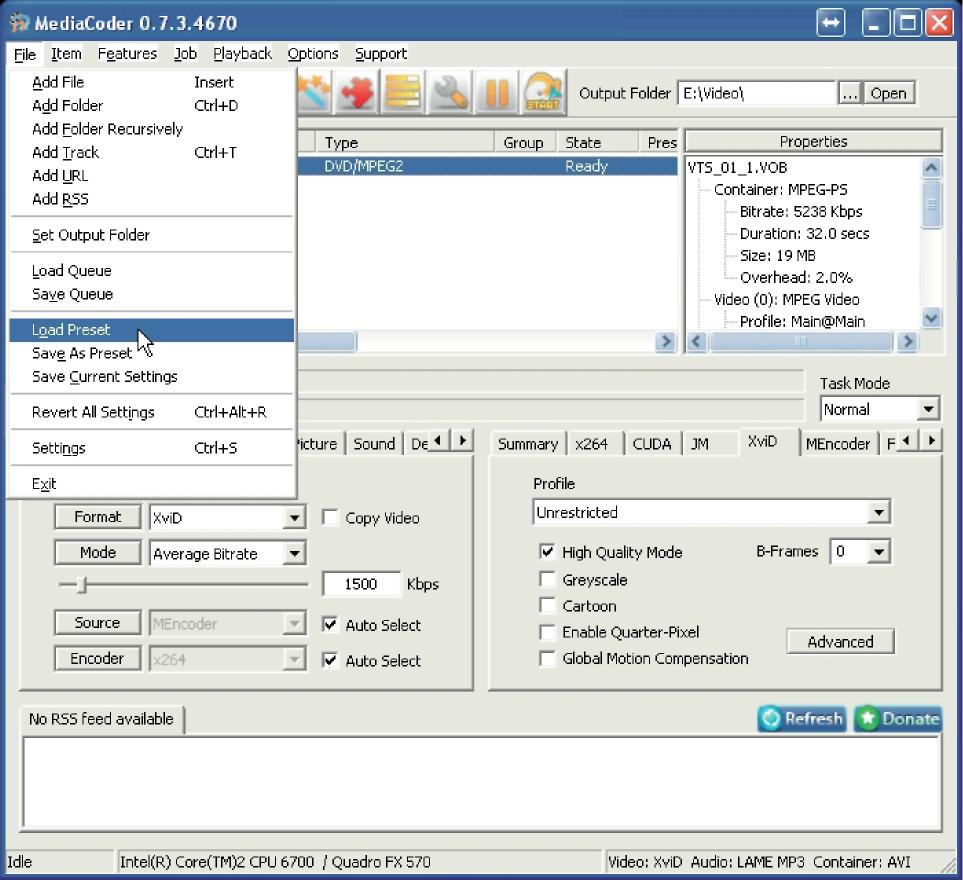 MediaCoder 0.7.3.4670
File Item Features Job Playback Options Support
Add File Insert
Add Folder Ctrl+D
Add Folder Recursively
Add Track Ctrl+T
Add URL
Add RSS
Set Output Folder
Load Queue
Save Queue
Load Preset
Save As Preset
Save Current Settings
Revert All Settings Ctrl+Alt+R
Settings Ctrl+S
Exit
START
Output Folder E:\Video\ ... Open
Type Group State Pres
DVD/MPEG2 Ready
Properties
VTS_01_1.VOB
Container: MPEG-PS
Bitrate: 5238 Kbps
Duration: 32.0 secs
Size: 19 MB
Overhead: 2.0%
Video (0): MPEG Video
Profile: Main@Main
Task Mode
Normal
icture Sound De
Format XviD Copy Video
Mode Average Bitrate
1500 Kbps
Source MEncoder Auto Select
Encoder x264 Auto Select
Summary x264 CUDA JM XviD MEncoder F
Profile
Unrestricted
High Quality Mode B-Frames 0
Greyscale
Cartoon
Enable Quarter-Pixel
Global Motion Compensation
Advanced
No RSS feed available Refresh Donate
Idle Intel(R) Core(TM)2 CPU 6700 / Quadro FX 570 Video: XviD Audio: LAME MP3 Container: AVI